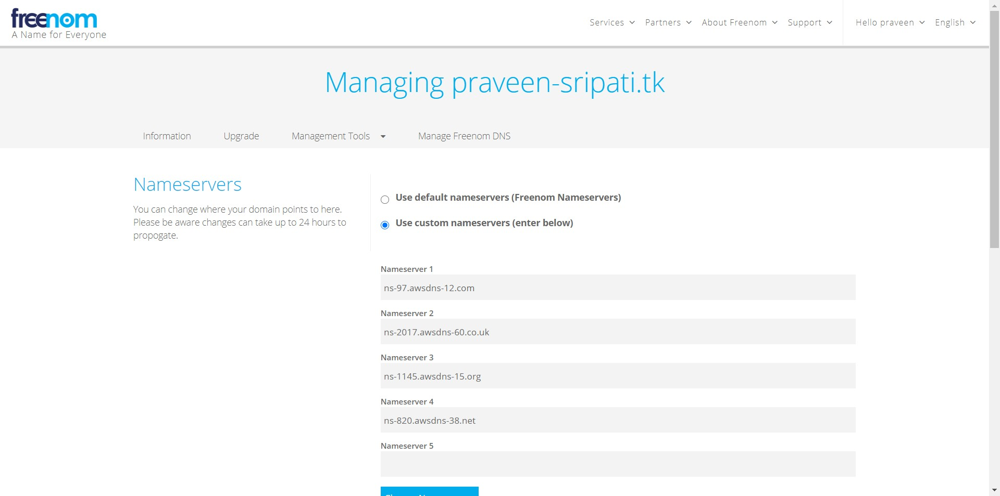 freenom
A Name for Everyone
Services Partners About Freenom Support Hello praveen English
Managing praveen-sripati.tk
Information Upgrade Management Tools Manage Freenom DNS
Nameservers
You can change where your domain points to here.
Please be aware changes can take up to 24 hours to
propogate.
Use default nameservers (Freenom Nameservers)
Use custom nameservers (enter below)
Nameserver 1
ns-97.awsdns-12.com
Nameserver 2
ns-2017.awsdns-60.co.uk
Nameserver 3
ns-1145.awsdns-15.org
Nameserver 4
ns-820.awsdns-38.net
Nameserver 5